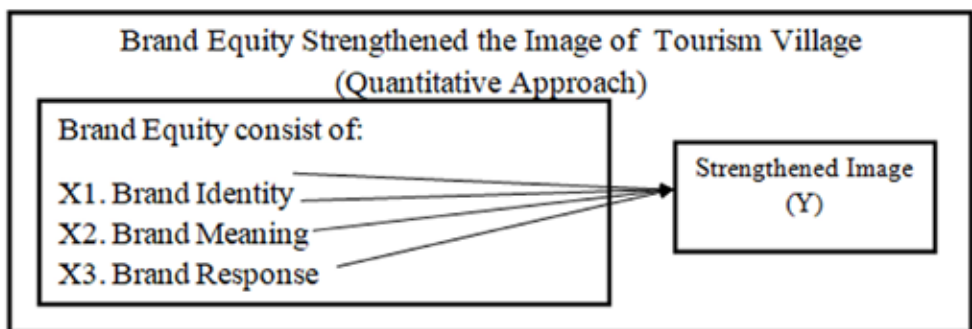 Brand Equity Strengthened the Image of Tourism Village
(Quantitative Approach)
Brand Equity consist of:
X1. Brand Identity
X2. Brand Meaning
X3. Brand Response
Strengthened Image
(Y)